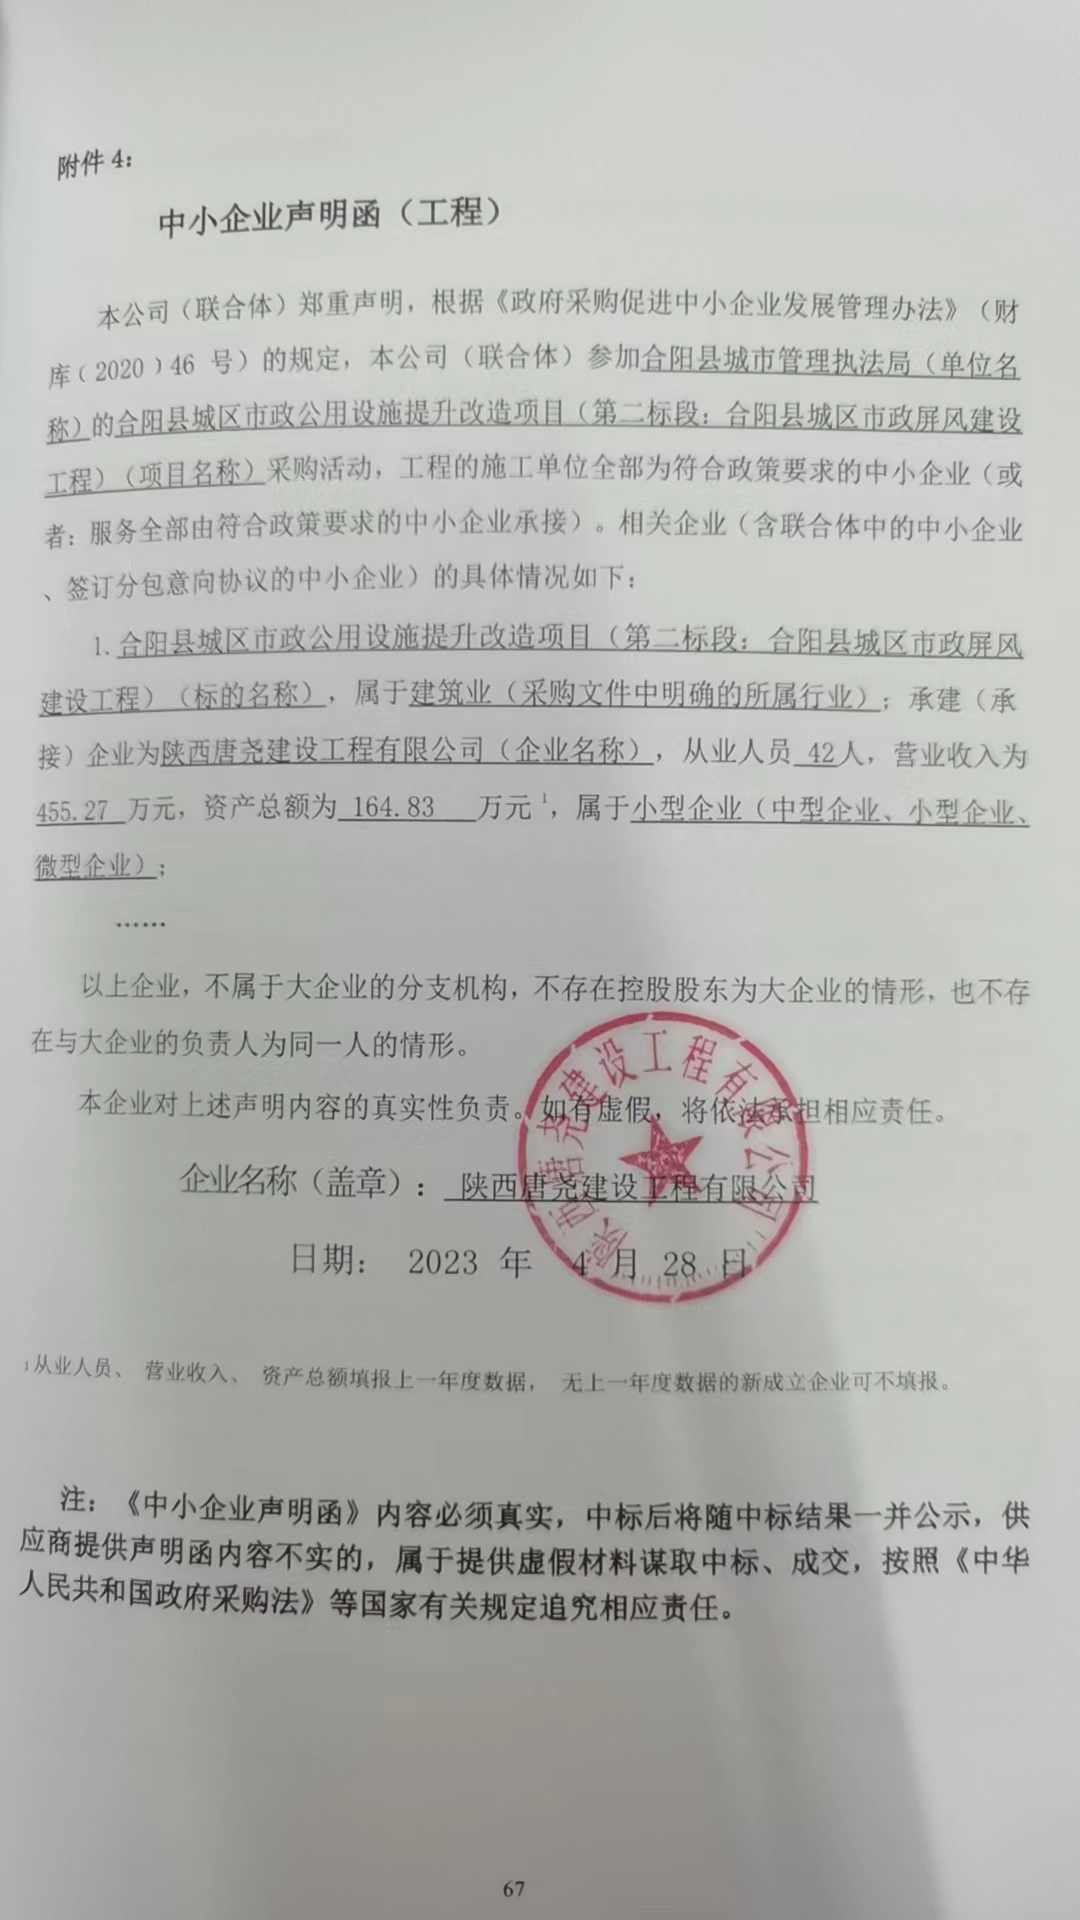 附件 4：
中小企业声明函（工程）
本公司（联合体）郑重声明，根据《政府采购促进中小企业发展管理办法》（财
库﹝2020﹞46 号）的规定，本公司（联合体）参加合阳县城市管理执法局（单位名
称）的合阳县城区市政公用设施提升改造项目（第二标段：合阳县城区市政屏风建设
工程）（项目名称）采购活动，工程的施工单位全部为符合政策要求的中小企业（或
者：服务全部由符合政策要求的中小企业承接）。相关企业（含联合体中的中小企业
、签订分包意向协议的中小企业）的具体情况如下：
1. 合阳县城区市政公用设施提升改造项目（第二标段：合阳县城区市政屏风
建设工程）（标的名称），属于建筑业（采购文件中明确的所属行业）；承建（承
接）企业为陕西唐尧建设工程有限公司（企业名称），从业人员 42人，营业收入为
455.27 万元，资产总额为 164.83 万元¹，属于小型企业（中型企业、小型企业、
微型企业）；
……
以上企业，不属于大企业的分支机构，不存在控股股东为大企业的情形，也不存
在与大企业的负责人为同一人的情形。
本企业对上述声明内容的真实性负责。如有虚假，将依法承担相应责任。
企业名称（盖章）：陕西唐尧建设工程有限公司
日期： 2023 年 4 月 28 日
陕西唐尧建设工程有限公司
1 从业人员、 营业收入、 资产总额填报上一年度数据， 无上一年度数据的新成立企业可不填报。
注：《中小企业声明函》内容必须真实，中标后将随中标结果一并公示，供
应商提供声明函内容不实的，属于提供虚假材料谋取中标、成交，按照《中华
人民共和国政府采购法》等国家有关规定追究相应责任。
67